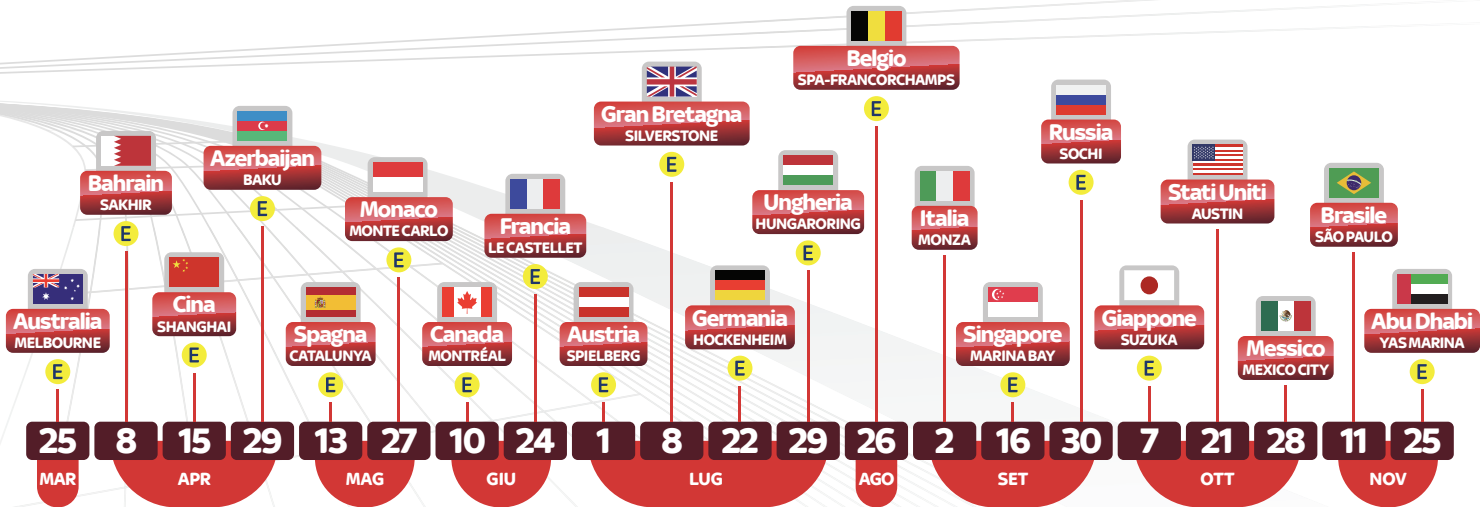 Australia
MELBOURNE
E
Bahrain
SAKHIR
E
Cina
SHANGHAI
E
Azerbaijan
BAKU
E
Spagna
CATALUNYA
E
Monaco
MONTE CARLO
E
Canada
MONTRÉAL
E
Francia
LE CASTELLET
E
Austria
SPIELBERG
E
Gran Bretagna
SILVERSTONE
E
Germania
HOCKENHEIM
E
Ungheria
HUNGARORING
E
Belgio
SPA-FRANCORCHAMPS
E
Italia
MONZA
Singapore
MARINA BAY
E
Russia
SOCHI
E
Giappone
SUZUKA
E
Stati Uniti
AUSTIN
Messico
MEXICO CITY
Brasile
SÃO PAULO
Abu Dhabi
YAS MARINA
E
25 8 15 29 13 27 10 24 1 8 22 29 26 2 16 30 7 21 28 11 25
MAR APR MAG GIU LUG AGO SET OTT NOV